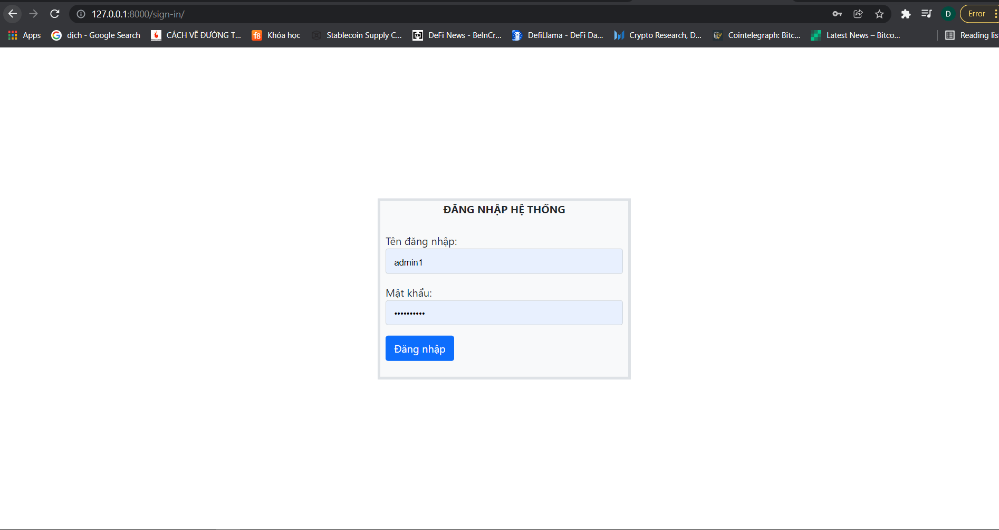 127.0.0.1:8000/sign-in/
D
Error
Apps
dịch - Google Search
CÁCH VẼ ĐƯỜNG T...
f8
Khóa học
Stablecoin Supply C...
DeFi News - BeInCr...
DefiLlama - DeFi Da...
Crypto Research, D...
Cointelegraph: Bitc...
Latest News – Bitco...
Reading lis
ĐĂNG NHẬP HỆ THỐNG
Tên đăng nhập:
admin1
Mật khẩu:
••••••••••
Đăng nhập